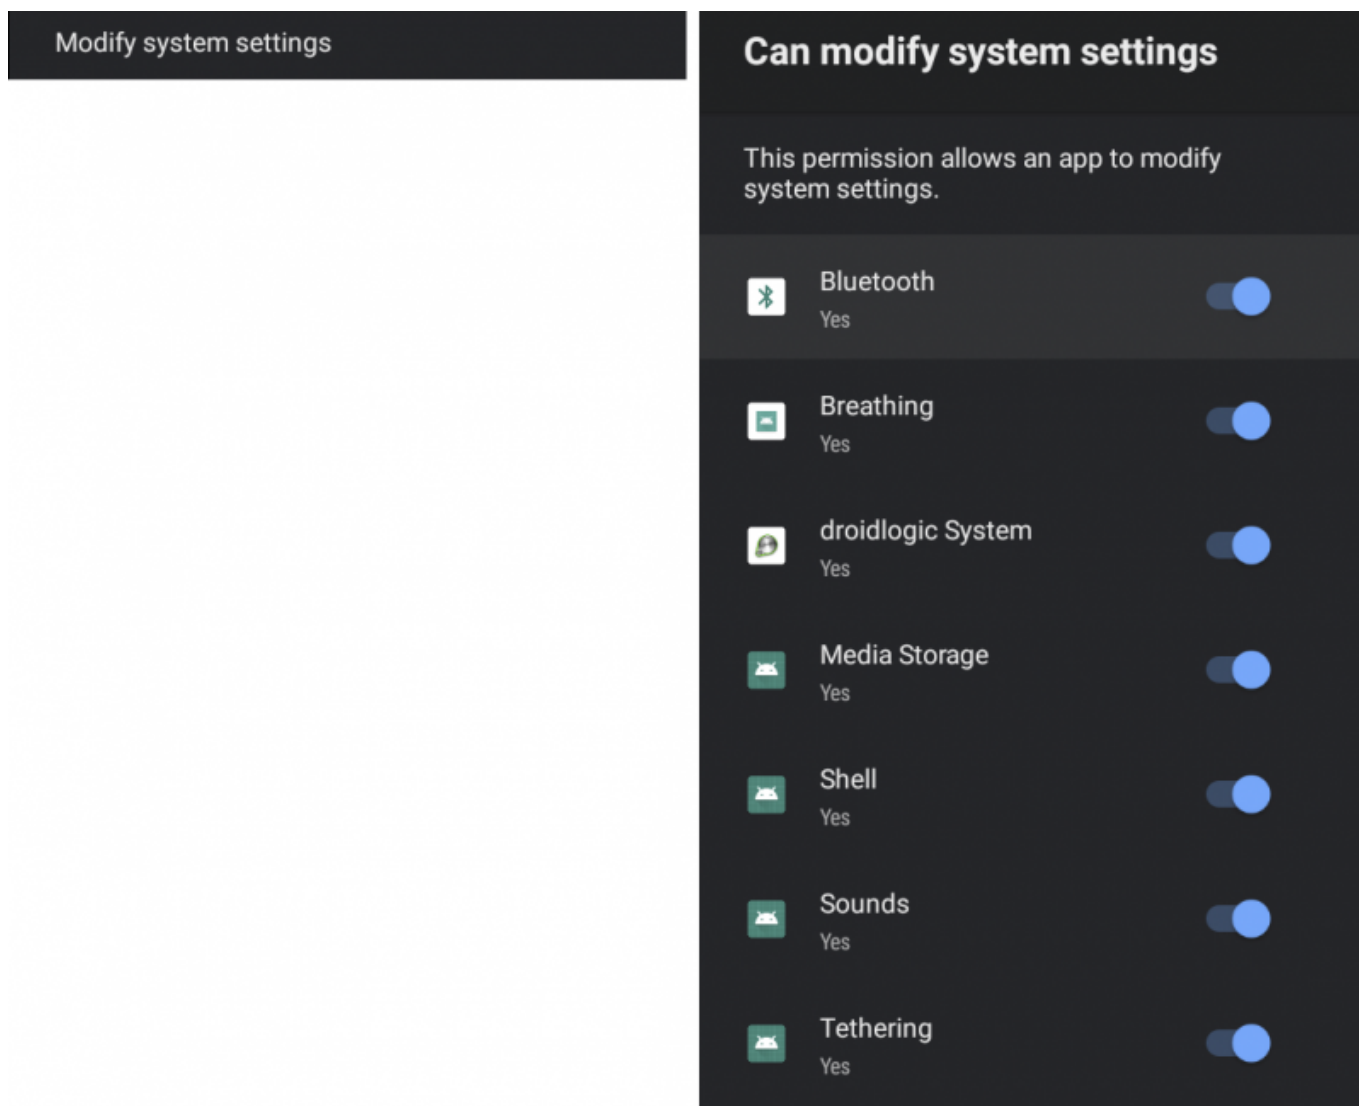 Modify system settings
Can modify system settings
This permission allows an app to modify
system settings.
Bluetooth
Yes
Breathing
Yes
droidlogic System
Yes
Media Storage
Yes
Shell
Yes
Sounds
Yes
Tethering
Yes